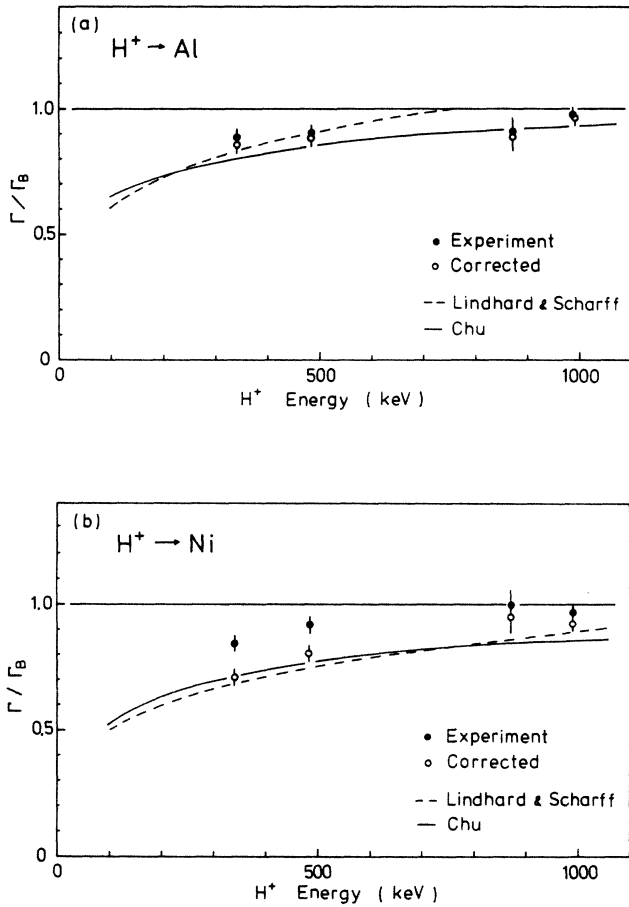 (a)
H⁺ → Al
1.0
0.5
0
Γ/Γ_B
• Experiment
○ Corrected
--- Lindhard & Scharff
— Chu
0 500 1000
H⁺ Energy ( keV )
(b)
H⁺ → Ni
1.0
0.5
0
Γ/Γ_B
• Experiment
○ Corrected
--- Lindhard & Scharff
— Chu
0 500 1000
H⁺ Energy ( keV )